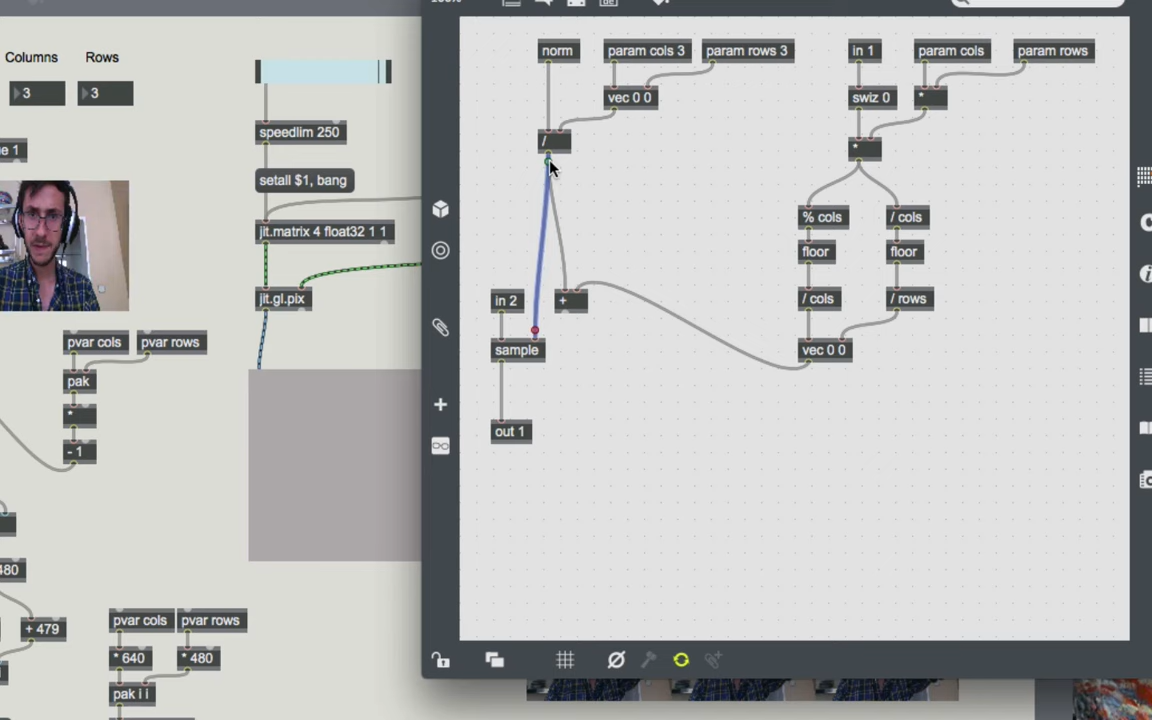 Columns
Rows
3
3
e 1
pvar cols
pvar rows
pak
*
- 1
480
+ 479
pvar cols
pvar rows
* 640
* 480
pak i i
speedlim 250
setall $1, bang
jit.matrix 4 float32 1 1
jit.gl.pix
norm
param cols 3
param rows 3
vec 0 0
/
in 2
+
sample
out 1
in 1
param cols
param rows
swiz 0
*
*
% cols
/ cols
floor
floor
/ cols
/ rows
vec 0 0